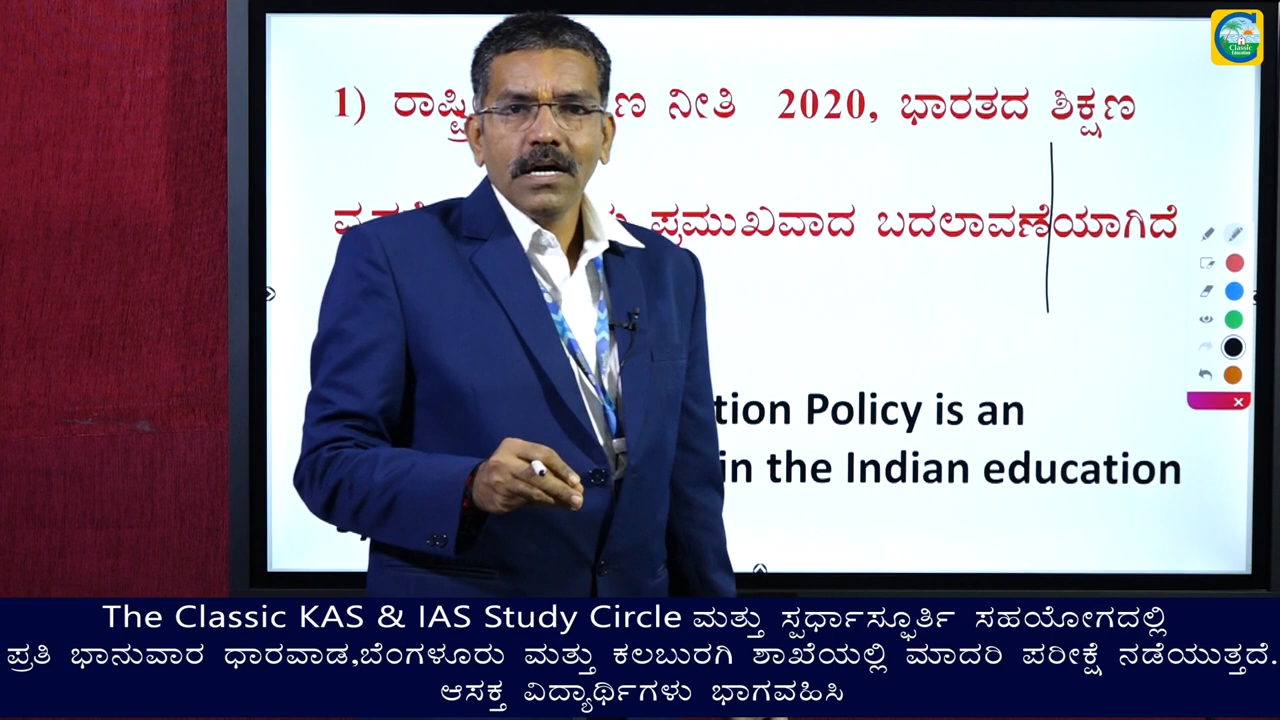 Classic
Education
1) ನೀತಿ 2020, ಭಾರತದ ಶಿಕ್ಷಣ
ಪ್ರಮುಖವಾದ ಬದಲಾವಣೆಯಾಗಿದೆ
Policy is an
in the Indian education
The Classic KAS & IAS Study Circle ಮತ್ತು ಸ್ಪರ್ಧಾಸ್ಫೂರ್ತಿ ಸಹಯೋಗದಲ್ಲಿ
ಪ್ರತಿ ಭಾನುವಾರ ಧಾರವಾಡ,ಬೆಂಗಳೂರು ಮತ್ತು ಕಲಬುರಗಿ ಶಾಖೆಯಲ್ಲಿ ಮಾದರಿ ಪರೀಕ್ಷೆ ನಡೆಯುತ್ತದೆ.
ಆಸಕ್ತ ವಿದ್ಯಾರ್ಥಿಗಳು ಭಾಗವಹಿಸಿ